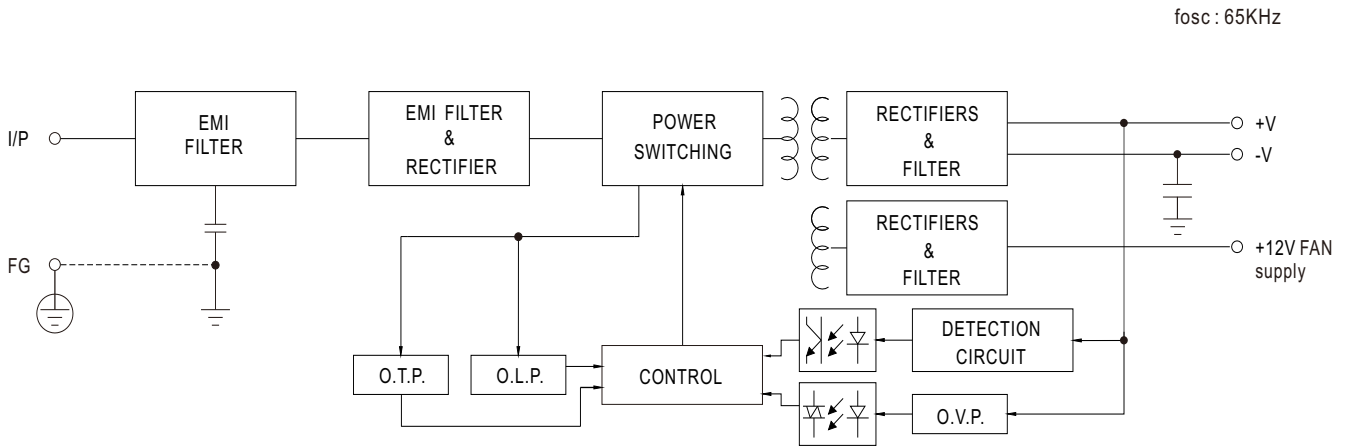 fosc : 65KHz
I/P
EMI
FILTER
EMI FILTER
&
RECTIFIER
POWER
SWITCHING
RECTIFIERS
&
FILTER
+V
-V
RECTIFIERS
&
FILTER
+12V FAN
supply
FG
DETECTION
CIRCUIT
O.T.P.
O.L.P.
CONTROL
O.V.P.